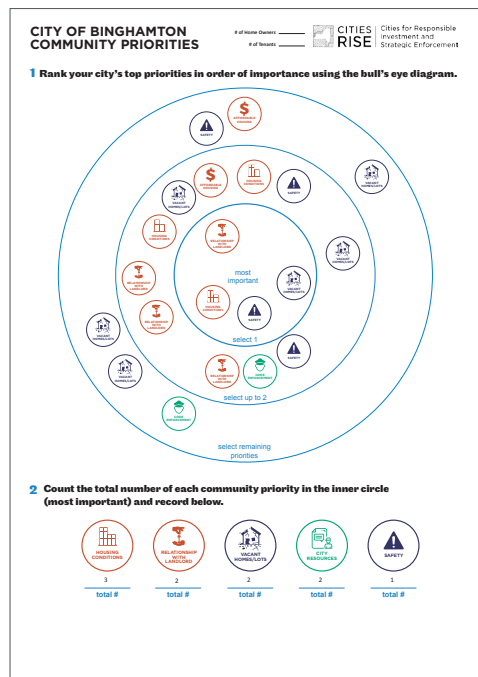 CITY OF BINGHAMTON
COMMUNITY PRIORITIES
# of Home Owners:
# of Tenants
CITIES
RISE
Cities for Responsible
Investment and
Strategic Enforcement
1 Rank your city's top priorities in order of importance using the bull's eye diagram.
$
AFFORDABLE
HOUSING
SAFETY
VACANT
HOMES/LOTS
$
AFFORDABLE
HOUSING
HOUSING
CONDITIONS
SAFETY
VACANT
HOMES/LOTS
HOUSING
CONDITIONS
RELATIONSHIP
WITH
LANDLORD
VACANT
HOMES/LOTS
RELATIONSHIP
WITH
LANDLORD
most
important
VACANT
HOMES/LOTS
HOUSING
CONDITIONS
RELATIONSHIP
WITH
LANDLORD
SAFETY
VACANT
HOMES/LOTS
select 1
SAFETY
VACANT
HOMES/LOTS
RELATIONSHIP
WITH
LANDLORD
CODE
ENFORCEMENT
select up to 2
CODE
ENFORCEMENT
select remaining
priorities
2 Count the total number of each community priority in the inner circle
(most important) and record below.
HOUSING
CONDITIONS
RELATIONSHIP
WITH
LANDLORD
VACANT
HOMES/LOTS
CITY
RESOURCES
SAFETY
3 2 2 2 1
total # total # total # total # total #